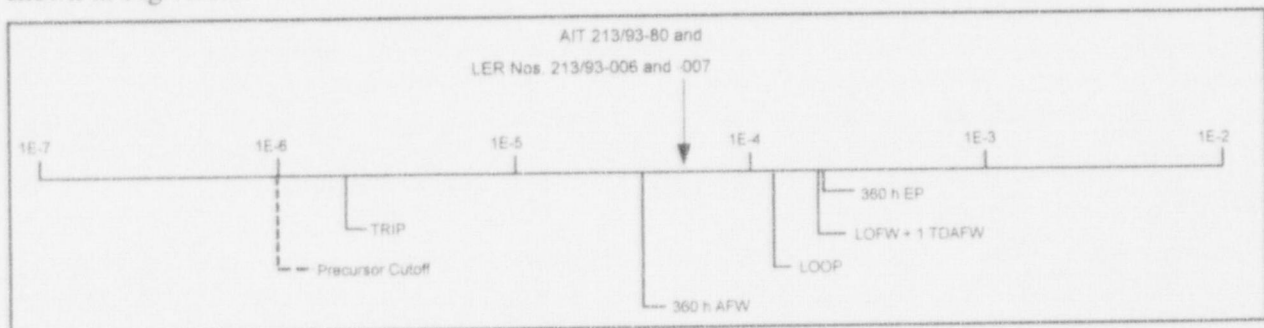 AIT 213/93-80 and
LER Nos. 213/93-006 and -007
1E-7
1E-6
1E-5
1E-4
1E-3
1E-2
360 h EP
TRIP
LOFW + 1 TDAFW
Precursor Cutoff
LOOP
360 h AFW